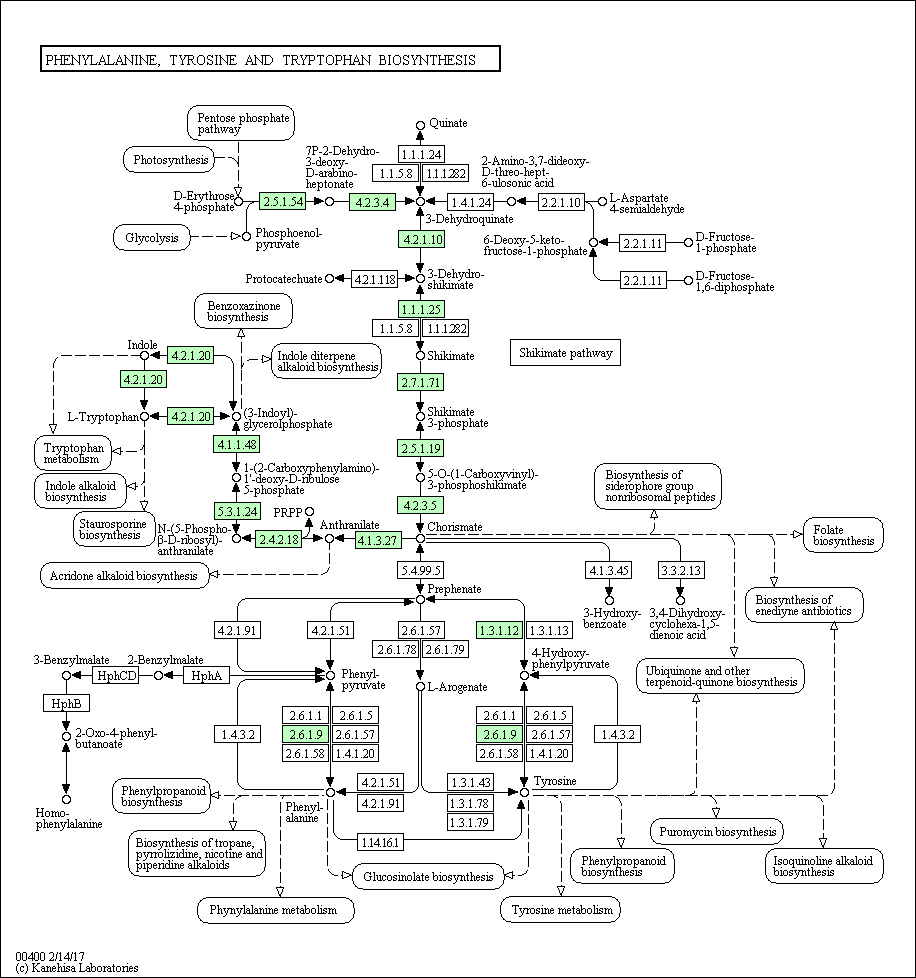 PHENYLALANINE, TYROSINE AND TRYPTOPHAN BIOSYNTHESIS
Pentose phosphate
pathway
Photosynthesis
Glycolysis
D-Erythrose
4-phosphate
2.5.1.54
Phosphoenol-
pyruvate
7P-2-Dehydro-
3-deoxy-
D-arabino-
heptonate
4.2.3.4
Quinate
1.1.1.24
1.1.5.8
1.1.1.282
3-Dehydroquinate
2-Amino-3,7-dideoxy-
D-threo-hept-
6-ulosonic acid
1.4.1.24
2.2.1.10
L-Aspartate
4-semialdehyde
6-Deoxy-5-keto-
fructose-1-phosphate
2.2.1.11
D-Fructose-
1-phosphate
2.2.1.11
D-Fructose-
1,6-diphosphate
4.2.1.10
Protocatechuate
4.2.1.118
3-Dehydro-
shikimate
1.1.1.25
1.1.5.8
1.1.1.282
Shikimate
Shikimate pathway
2.7.1.71
Shikimate
3-phosphate
2.5.1.19
5-O-(1-Carboxyvinyl)-
3-phosphoshikimate
4.2.3.5
Chorismate
Benzoxazinone
biosynthesis
Indole diterpene
alkaloid biosynthesis
Indole
4.2.1.20
4.2.1.20
L-Tryptophan
4.2.1.20
(3-Indoyl)-
glycerolphosphate
4.1.1.48
1-(2-Carboxyphenylamino)-
1'-deoxy-D-ribulose
5-phosphate
5.3.1.24
Tryptophan
metabolism
Indole alkaloid
biosynthesis
Staurosporine
biosynthesis
N-(5-Phospho-
β-D-ribosyl)-
anthranilate
2.4.2.18
PRPP
Anthranilate
4.1.3.27
Acridone alkaloid biosynthesis
Biosynthesis of
siderophore group
nonribosomal peptides
Folate
biosynthesis
Biosynthesis of
enediyne antibiotics
4.1.3.45
3-Hydroxy-
benzoate
3.3.2.13
3,4-Dihydroxy-
cyclohexa-1,5-
dienoic acid
Ubiquinone and other
terpenoid-quinone biosynthesis
5.4.99.5
Prephenate
4.2.1.91
4.2.1.51
2.6.1.57
2.6.1.78
2.6.1.79
1.3.1.12
1.3.1.13
L-Arogenate
4-Hydroxy-
phenylpyruvate
3-Benzylmalate
2-Benzylmalate
HphCD
HphA
HphB
2-Oxo-4-phenyl-
butanoate
Homo-
phenylalanine
Phenyl-
pyruvate
1.4.3.2
2.6.1.1
2.6.1.5
2.6.1.9
2.6.1.57
2.6.1.58
1.4.1.20
2.6.1.1
2.6.1.5
2.6.1.9
2.6.1.57
2.6.1.58
1.4.1.20
1.4.3.2
Phenyl-
alanine
4.2.1.51
4.2.1.91
1.3.1.43
1.3.1.78
1.3.1.79
Tyrosine
1.14.16.1
Phenylpropanoid
biosynthesis
Biosynthesis of tropane,
pyrrolizidine, nicotine and
piperidine alkaloids
Phynylalanine metabolism
Glucosinolate biosynthesis
Tyrosine metabolism
Phenylpropanoid
biosynthesis
Puromycin biosynthesis
Isoquinoline alkaloid
biosynthesis
00400 2/14/17
(c) Kanehisa Laboratories